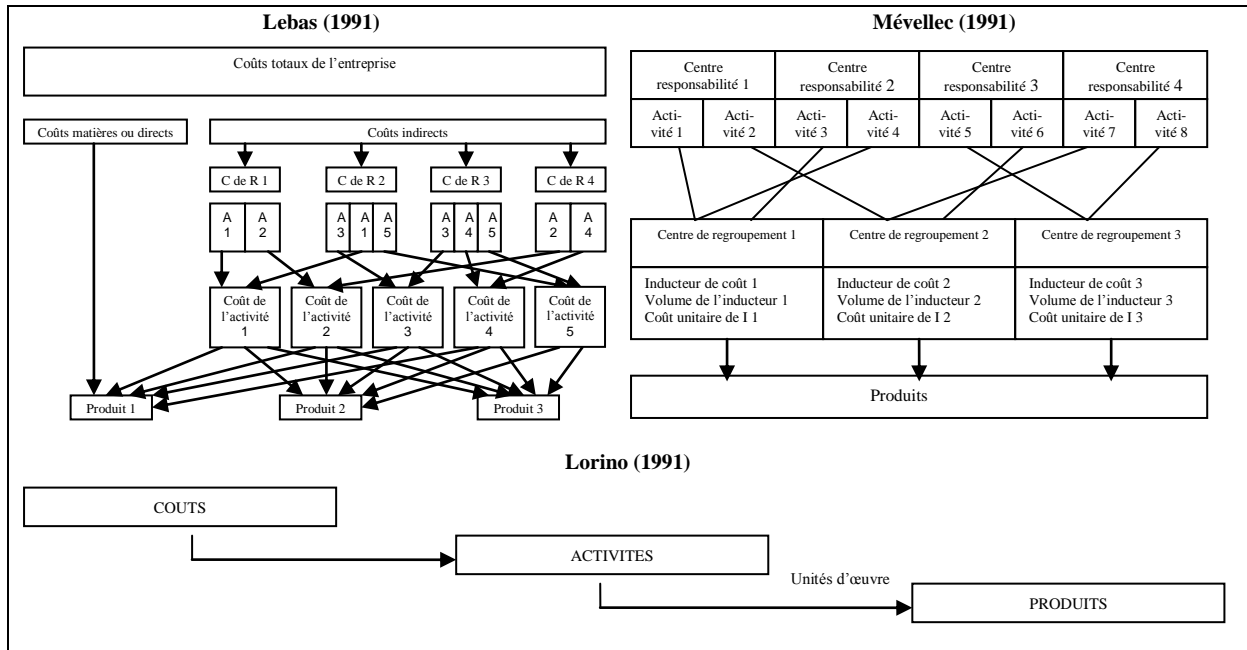 Lebas (1991)
Coûts totaux de l'entreprise
Coûts matières ou directs
Coûts indirects
C de R 1
C de R 2
C de R 3
C de R 4
A
1
A
2
A
3
A
1
A
5
A
3
A
4
A
5
A
2
A
4
Coût de
l'activité
1
Coût de
l'activité
2
Coût de
l'activité
3
Coût de
l'activité
4
Coût de
l'activité
5
Produit 1
Produit 2
Produit 3
Mévellec (1991)
Centre
responsabilité 1
Centre
responsabilité 2
Centre
responsabilité 3
Centre
responsabilité 4
Acti-
vité 1
Acti-
vité 2
Acti-
vité 3
Acti-
vité 4
Acti-
vité 5
Acti-
vité 6
Acti-
vité 7
Acti-
vité 8
Centre de regroupement 1
Centre de regroupement 2
Centre de regroupement 3
Inducteur de coût 1
Volume de l'inducteur 1
Coût unitaire de I 1
Inducteur de coût 2
Volume de l'inducteur 2
Coût unitaire de I 2
Inducteur de coût 3
Volume de l'inducteur 3
Coût unitaire de I 3
Produits
Lorino (1991)
COUTS
ACTIVITES
Unités d'œuvre
PRODUITS